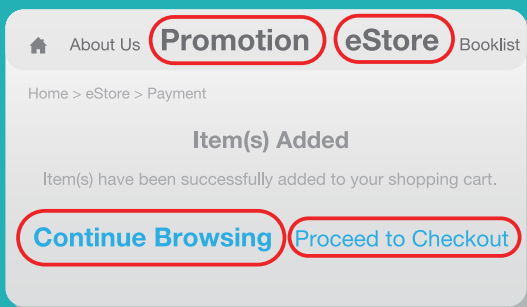 About Us Promotion eStore Booklist
Home > eStore > Payment
Item(s) Added
Item(s) have been successfully added to your shopping cart.
Continue Browsing Proceed to Checkout